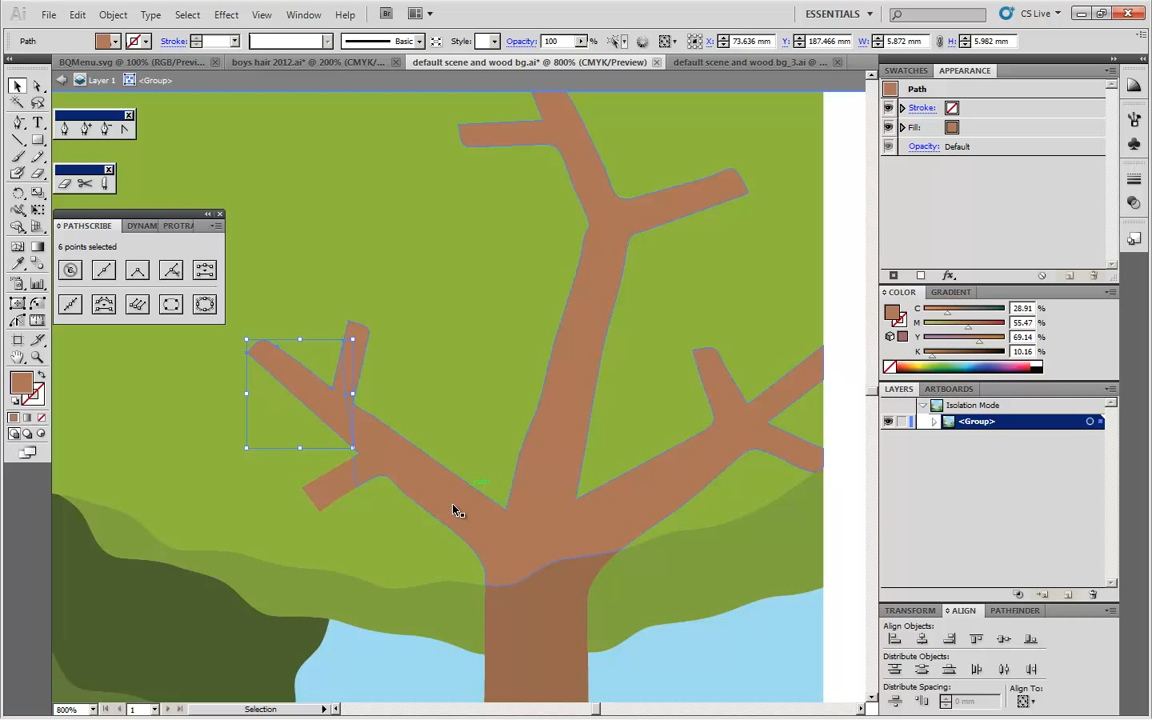 Ai File Edit Object Type Select Effect View Window Help Br ESSENTIALS CS Live
Path Stroke: Basic Style: Opacity: 100 % X: 73.636 mm Y: 187.466 mm W: 5.872 mm H: 5.982 mm
BQMenu.svg @ 100% (RGB/Previ... boys hair 2012.ai* @ 200% (CMYK/... default scene and wood bg.ai* @ 800% (CMYK/Preview) default scene and wood bg_3.ai @ ...
Layer 1 <Group>
SWATCHES APPEARANCE
Path
Stroke:
Fill:
Opacity: Default
PATHSCRIBE DYNAM PROTRA
6 points selected
COLOR GRADIENT
C 28.91 %
M 55.47 %
Y 69.14 %
K 10.16 %
LAYERS ARTBOARDS
Isolation Mode
<Group>
TRANSFORM ALIGN PATHFINDER
Align Objects:
Distribute Objects:
Distribute Spacing: Align To:
0 mm
800% 1 Selection